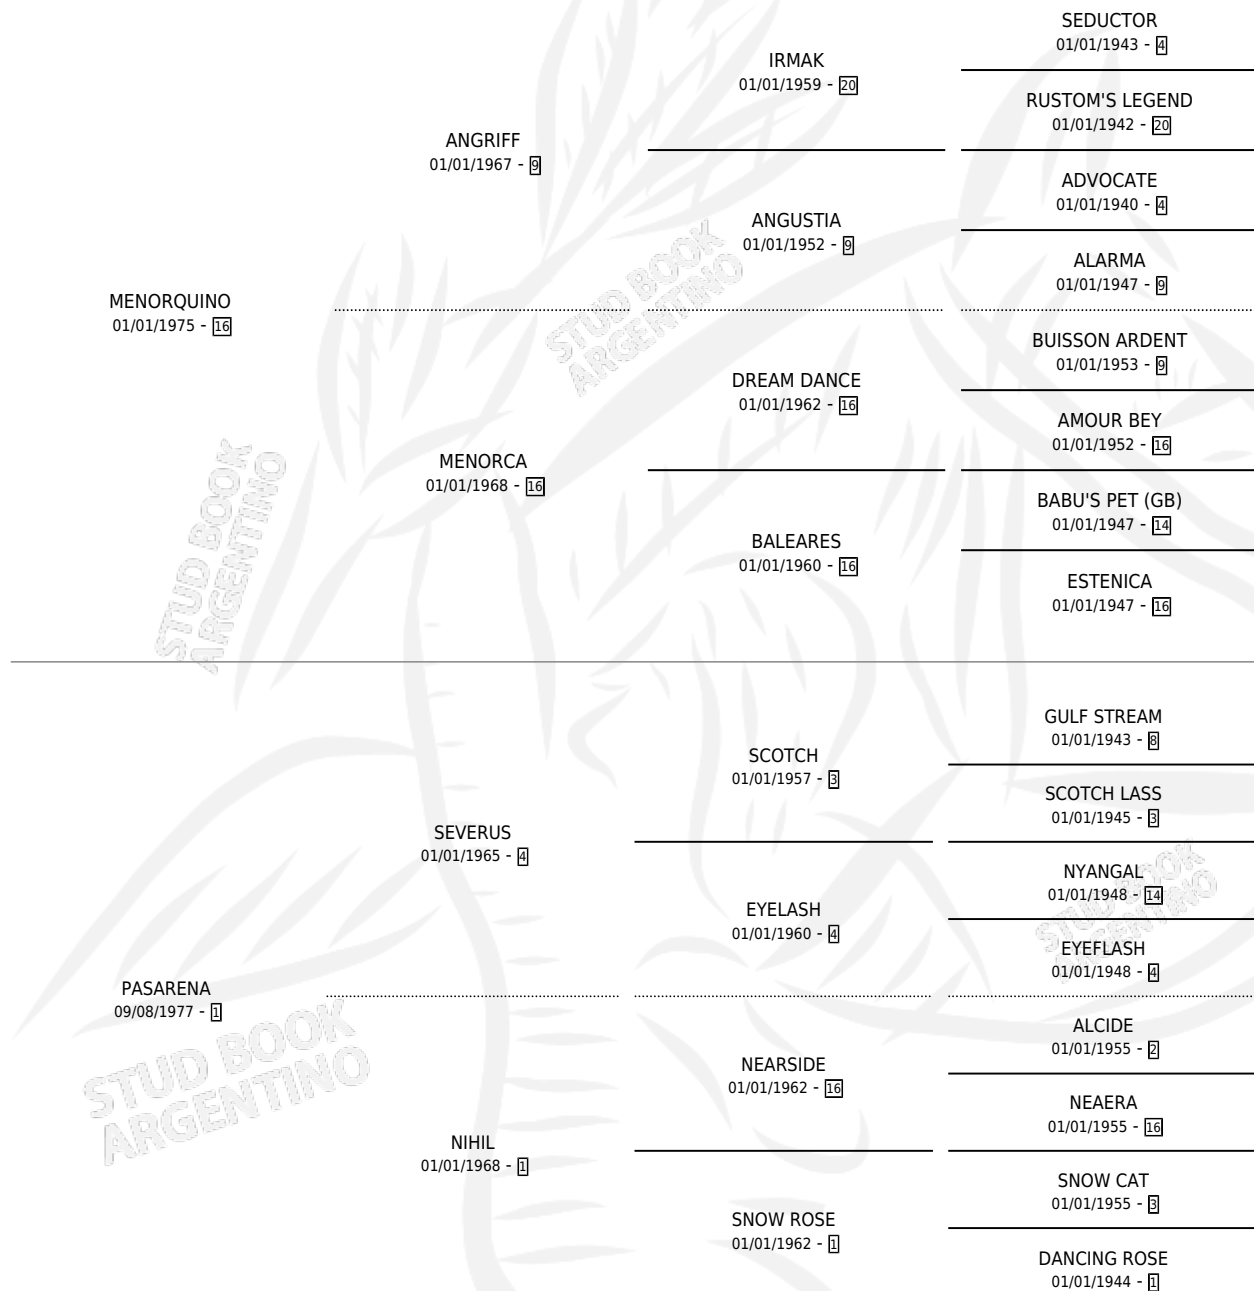 SEDUCTOR
01/01/1943 - 4
IRMAK
01/01/1959 - 20
RUSTOM'S LEGEND
01/01/1942 - 20
ANGRIFF
01/01/1967 - 9
ADVOCATE
01/01/1940 - 4
ANGUSTIA
01/01/1952 - 9
ALARMA
01/01/1947 - 9
MENORQUINO
01/01/1975 - 16
STUD BOOK
ARGENTINO
BUISSON ARDENT
01/01/1953 - 9
DREAM DANCE
01/01/1962 - 16
AMOUR BEY
01/01/1952 - 16
MENORCA
01/01/1968 - 16
BABU'S PET (GB)
01/01/1947 - 14
BALEARES
01/01/1960 - 16
ESTENICA
01/01/1947 - 16
STUD BOOK
ARGENTINO
GULF STREAM
01/01/1943 - 8
SCOTCH
01/01/1957 - 3
SCOTCH LASS
01/01/1945 - 3
SEVERUS
01/01/1965 - 4
NYANGAL
01/01/1948 - 14
EYELASH
01/01/1960 - 4
EYEFLASH
01/01/1948 - 4
STUD BOOK
ARGENTINO
PASARENA
09/08/1977 - 1
ALCIDE
01/01/1955 - 2
NEARSIDE
01/01/1962 - 16
NEAERA
01/01/1955 - 16
STUD BOOK
ARGENTINO
NIHIL
01/01/1968 - 1
SNOW CAT
01/01/1955 - 3
SNOW ROSE
01/01/1962 - 1
DANCING ROSE
01/01/1944 - 1